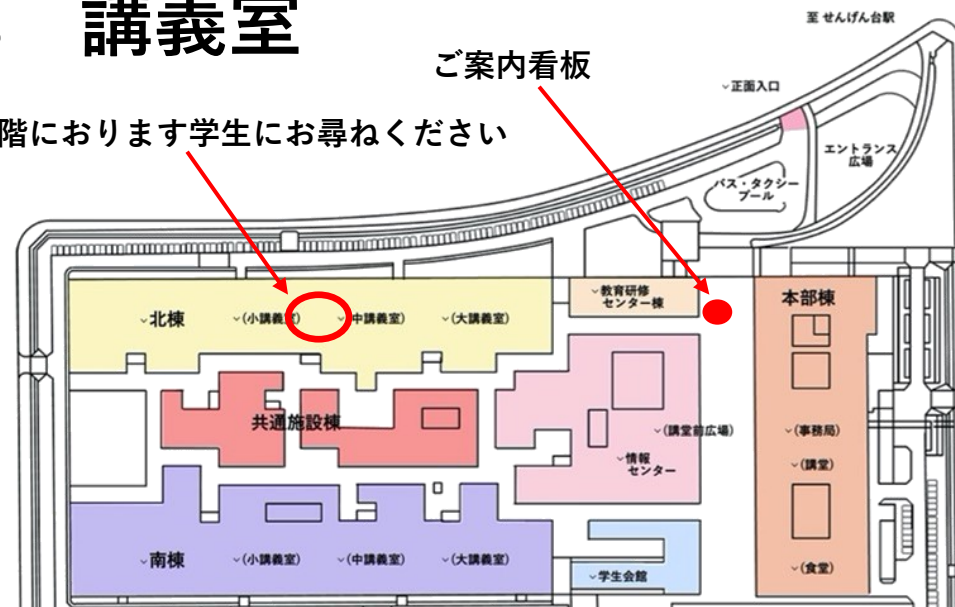 講義室
至 せんげん台駅
ご案内看板
正面入口
階におります学生にお尋ねください
エントランス
広場
バス・タクシー
プール
教育研修
センター棟
本部棟
北棟
(小講義室)
(中講義室)
(大講義室)
共通施設棟
(講堂前広場)
(事務局)
情報
センター
(講堂)
南棟
(小講義室)
(中講義室)
(大講義室)
学生会館
(食堂)